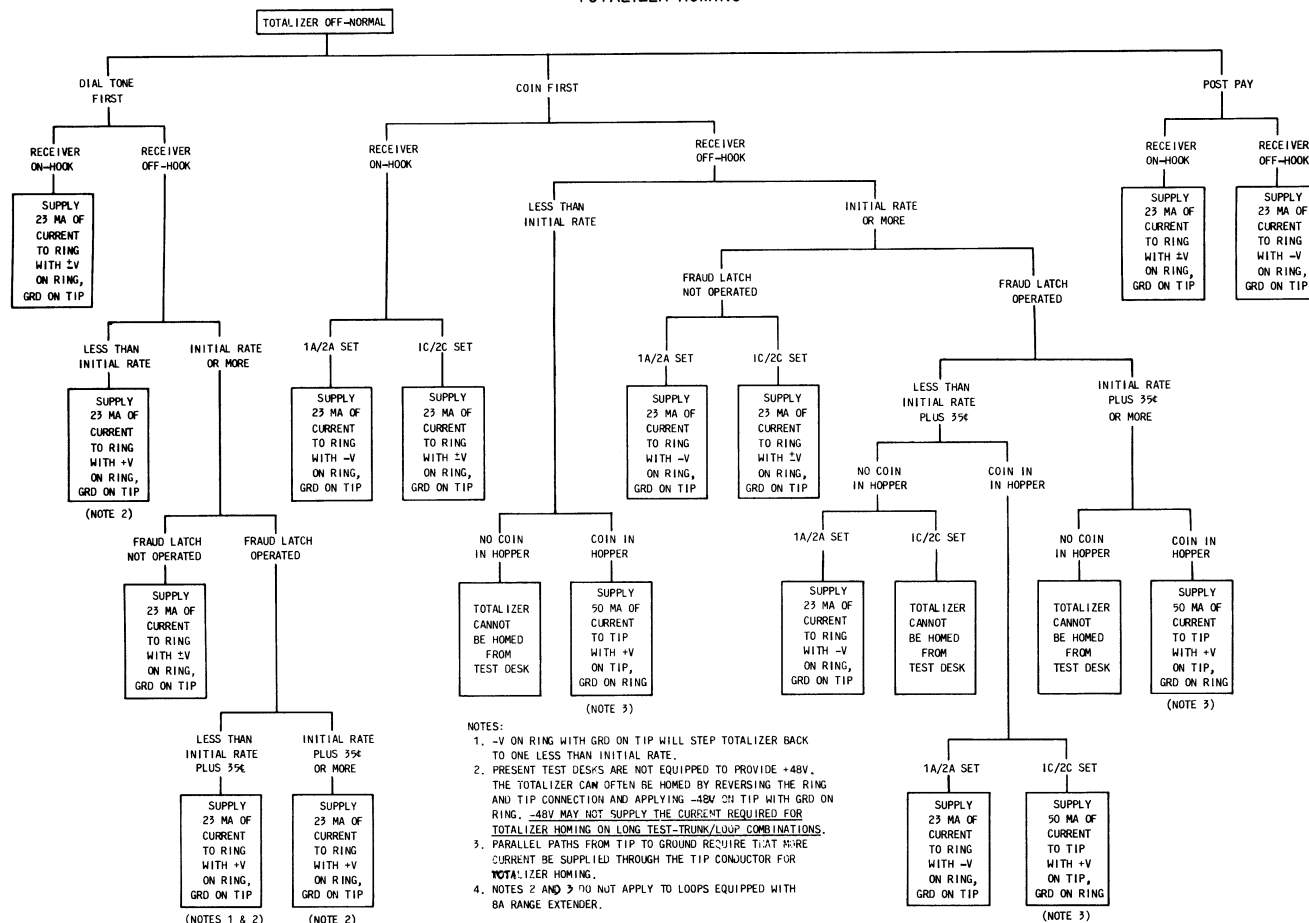 TOTALIZER HOMING
TOTALIZER OFF-NORMAL
DIAL TONE
FIRST
COIN FIRST
POST PAY
RECEIVER
ON-HOOK
RECEIVER
OFF-HOOK
RECEIVER
ON-HOOK
RECEIVER
OFF-HOOK
RECEIVER
ON-HOOK
RECEIVER
OFF-HOOK
SUPPLY
23 MA OF
CURRENT
TO RING
WITH ±V
ON RING,
GRD ON TIP
LESS THAN
INITIAL RATE
INITIAL RATE
OR MORE
SUPPLY
23 MA OF
CURRENT
TO RING
WITH ±V
ON RING,
GRD ON TIP
SUPPLY
23 MA OF
CURRENT
TO RING
WITH -V
ON RING,
GRD ON TIP
FRAUD LATCH
NOT OPERATED
FRAUD LATCH
OPERATED
LESS THAN
INITIAL RATE
INITIAL RATE
OR MORE
1A/2A SET
1C/2C SET
1A/2A SET
1C/2C SET
LESS THAN
INITIAL RATE
PLUS 35¢
INITIAL RATE
PLUS 35¢
OR MORE
SUPPLY
23 MA OF
CURRENT
TO RING
WITH +V
ON RING,
GRD ON TIP
(NOTE 2)
SUPPLY
23 MA OF
CURRENT
TO RING
WITH -V
ON RING,
GRD ON TIP
SUPPLY
23 MA OF
CURRENT
TO RING
WITH ±V
ON RING,
GRD ON TIP
SUPPLY
23 MA OF
CURRENT
TO RING
WITH -V
ON RING,
GRD ON TIP
SUPPLY
23 MA OF
CURRENT
TO RING
WITH ±V
ON RING,
GRD ON TIP
NO COIN
IN HOPPER
COIN IN
IN HOPPER
FRAUD LATCH
NOT OPERATED
FRAUD LATCH
OPERATED
NO COIN
IN HOPPER
COIN IN
HOPPER
1A/2A SET
1C/2C SET
NO COIN
IN HOPPER
COIN IN
HOPPER
SUPPLY
23 MA OF
CURRENT
TO RING
WITH ±V
ON RING,
GRD ON TIP
TOTALIZER
CANNOT
BE HOMED
FROM
TEST DESK
SUPPLY
50 MA OF
CURRENT
TO TIP
WITH +V
ON TIP,
GRD ON RING
(NOTE 3)
SUPPLY
23 MA OF
CURRENT
TO RING
WITH -V
ON RING,
GRD ON TIP
TOTALIZER
CANNOT
BE HOMED
FROM
TEST DESK
TOTALIZER
CANNOT
BE HOMED
FROM
TEST DESK
SUPPLY
50 MA OF
CURRENT
TO TIP
WITH +V
ON TIP,
GRD ON RING
(NOTE 3)
LESS THAN
INITIAL RATE
PLUS 35¢
INITIAL RATE
PLUS 35¢
OR MORE
SUPPLY
23 MA OF
CURRENT
TO RING
WITH +V
ON RING,
GRD ON TIP
(NOTES 1 & 2)
SUPPLY
23 MA OF
CURRENT
TO RING
WITH +V
ON RING,
GRD ON TIP
(NOTE 2)
NOTES:
1. -V ON RING WITH GRD ON TIP WILL STEP TOTALIZER BACK
TO ONE LESS THAN INITIAL RATE.
2. PRESENT TEST DESKS ARE NOT EQUIPPED TO PROVIDE +48V.
THE TOTALIZER CAN OFTEN BE HOMED BY REVERSING THE RING
AND TIP CONNECTION AND APPLYING -48V ON TIP WITH GRD ON
RING. -48V MAY NOT SUPPLY THE CURRENT REQUIRED FOR
TOTALIZER HOMING ON LONG TEST-TRUNK/LOOP COMBINATIONS.
3. PARALLEL PATHS FROM TIP TO GROUND REQUIRE THAT MORE
CURRENT BE SUPPLIED THROUGH THE TIP CONDUCTOR FOR
TOTALIZER HOMING.
4. NOTES 2 AND 3 DO NOT APPLY TO LOOPS EQUIPPED WITH
BA RANGE EXTENDER.
1A/2A SET
1C/2C SET
SUPPLY
23 MA OF
CURRENT
TO RING
WITH -V
ON RING,
GRD ON TIP
SUPPLY
50 MA OF
CURRENT
TO TIP
WITH +V
ON TIP,
GRD ON RING
(NOTE 3)